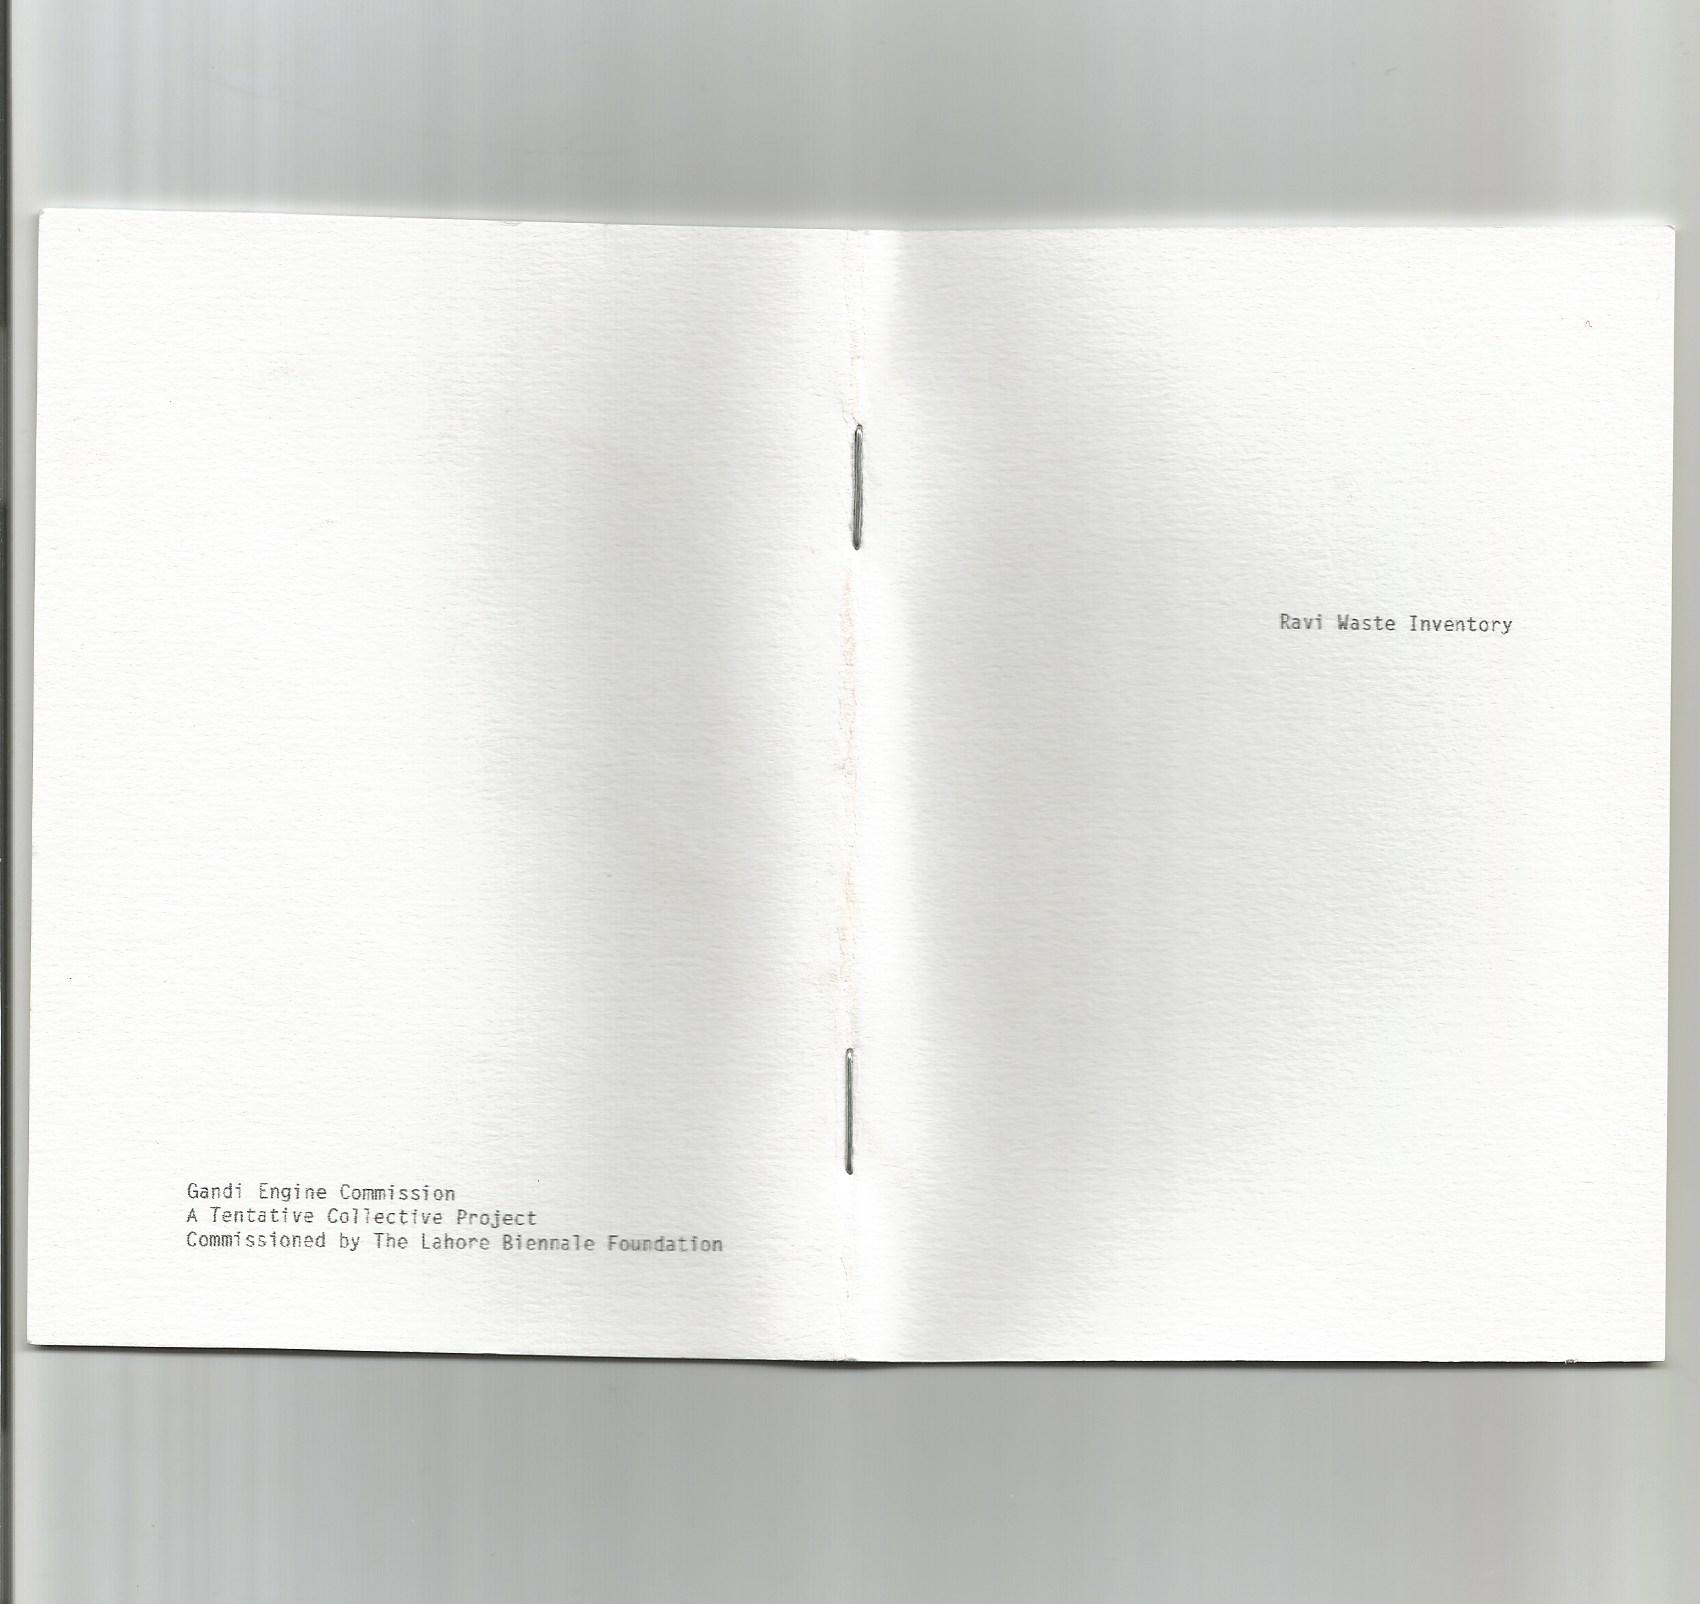 Gandi Engine Commission
A Tentative Collective Project
Commissioned by The Lahore Biennale Foundation
Ravi Waste Inventory